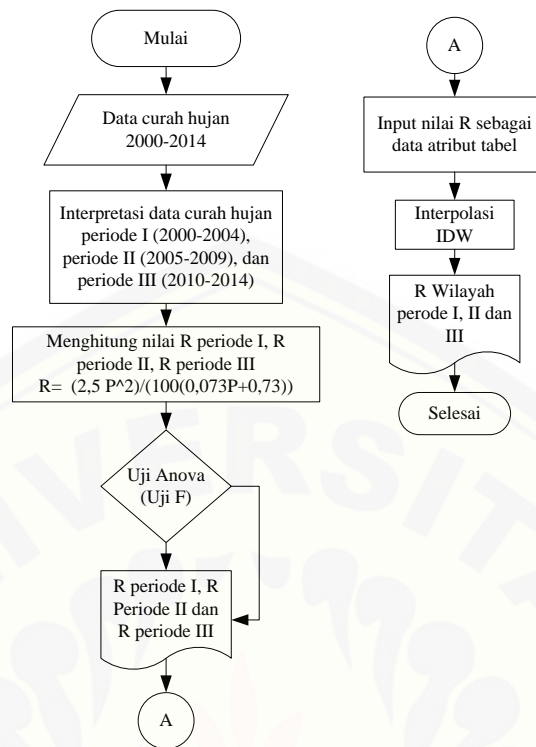 Mulai
Data curah hujan
2000-2014
Interpretasi data curah hujan
periode I (2000-2004),
periode II (2005-2009), dan
periode III (2010-2014)
Menghitung nilai R periode I, R
periode II, R periode III
R= (2,5 P^2)/(100(0,073P+0,73))
Uji Anova
(Uji F)
R periode I, R
Periode II dan
R periode III
A
A
Input nilai R sebagai
data atribut tabel
Interpolasi
IDW
R Wilayah
perode I, II dan
III
Selesai